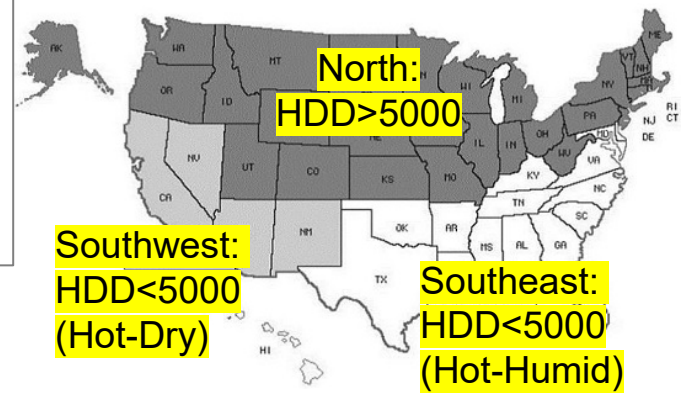 AK
WA
MT
ME
North:
HDD>5000
VT
NH
OR
ID
WI
MI
NY
RI
CT
PA
NJ
DE
NV
UT
CO
NE
KS
MO
IL
IN
OH
WV
MD
VA
KY
CA
NC
TN
SC
NM
OK
AR
MS
AL
GA
TX
Southwest:
HDD<5000
(Hot-Dry)
Southeast:
HDD<5000
(Hot-Humid)
HI